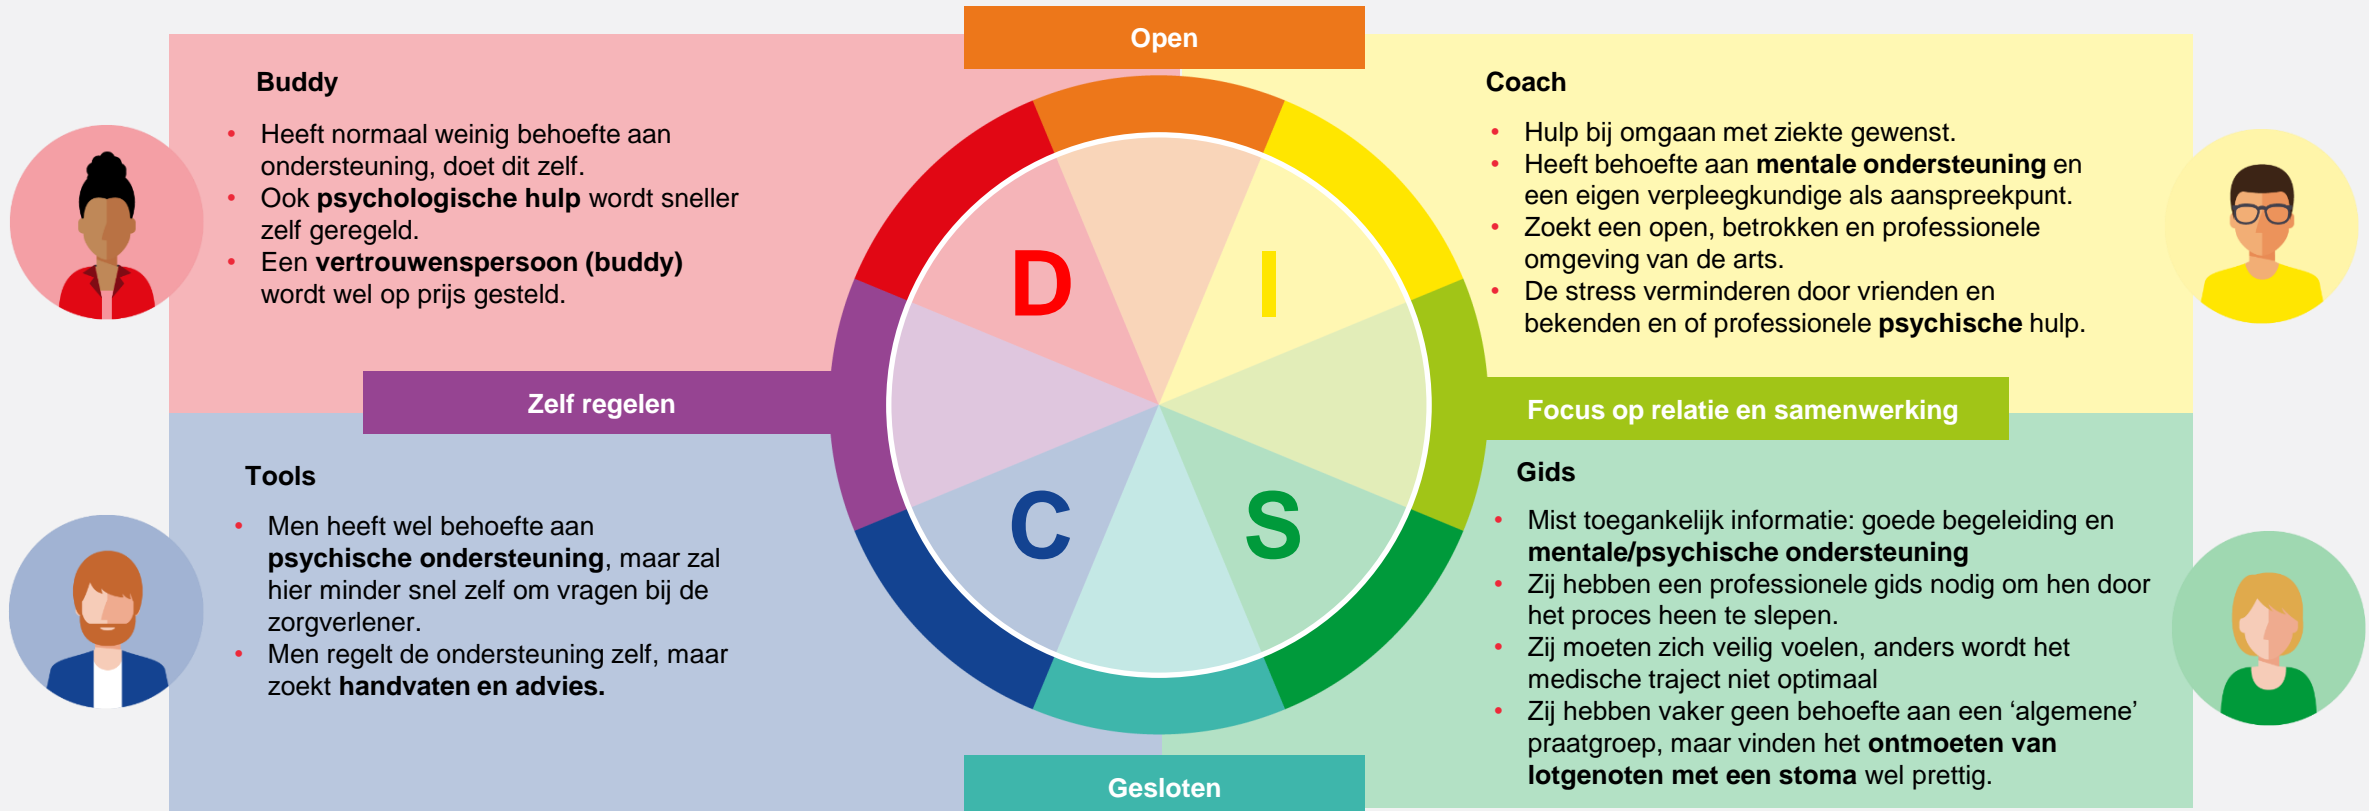 Open
Buddy
• Heeft normaal weinig behoefte aan
ondersteuning, doet dit zelf.
• Ook psychologische hulp wordt sneller
zelf geregeld.
• Een vertrouwenspersoon (buddy)
wordt wel op prijs gesteld.
Coach
• Hulp bij omgaan met ziekte gewenst.
• Heeft behoefte aan mentale ondersteuning en
een eigen verpleegkundige als aanspreekpunt.
• Zoekt een open, betrokken en professionele
omgeving van de arts.
• De stress verminderen door vrienden en
bekenden en of professionele psychische hulp.
D
I
Zelf regelen
Focus op relatie en samenwerking
C
S
Tools
• Men heeft wel behoefte aan
psychische ondersteuning, maar zal
hier minder snel zelf om vragen bij de
zorgverlener.
• Men regelt de ondersteuning zelf, maar
zoekt handvaten en advies.
Gids
• Mist toegankelijk informatie: goede begeleiding en
mentale/psychische ondersteuning
• Zij hebben een professionele gids nodig om hen door
het proces heen te slepen.
• Zij moeten zich veilig voelen, anders wordt het
medische traject niet optimaal
• Zij hebben vaker geen behoefte aan een ‘algemene’
praatgroep, maar vinden het ontmoeten van
lotgenoten met een stoma wel prettig.
Gesloten